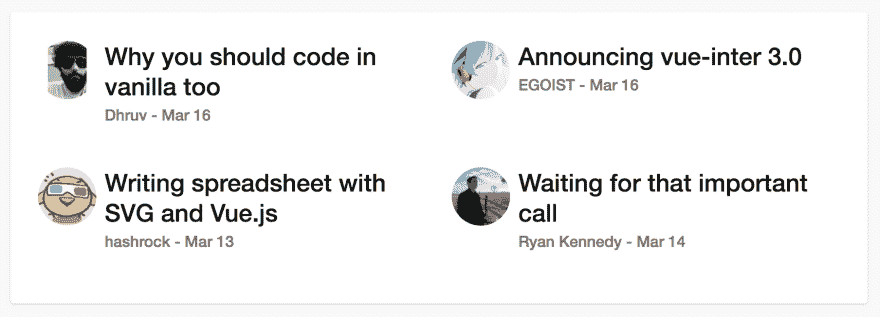 Why you should code in
vanilla too
Dhruv - Mar 16
Announcing vue-inter 3.0
EGOIST - Mar 16
Writing spreadsheet with
SVG and Vue.js
hashrock - Mar 13
Waiting for that important
call
Ryan Kennedy - Mar 14